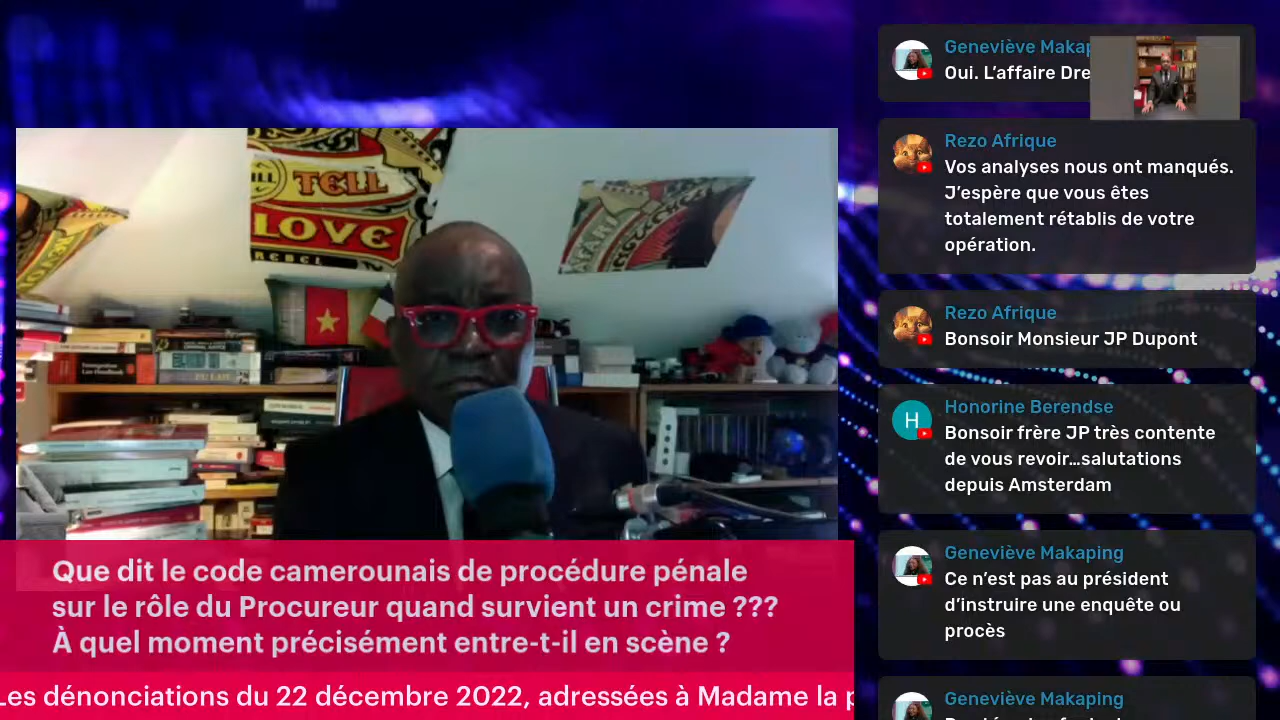 TELL
LOVE
REBEL
Que dit le code camerounais de procédure pénale
sur le rôle du Procureur quand survient un crime ???
À quel moment précisément entre-t-il en scène ?
Les dénonciations du 22 décembre 2022, adressées à Madame la
Geneviève
Oui. L’affaire
Rezo Afrique
Vos analyses nous ont manqués.
J’espère que vous êtes
totalement rétablis de votre
opération.
Rezo Afrique
Bonsoir Monsieur JP Dupont
H
Honorine Berendse
Bonsoir frère JP très contente
de vous revoir…salutations
depuis Amsterdam
Geneviève Makaping
Ce n’est pas au président
d’instruire une enquête ou
procès
Geneviève Makaping